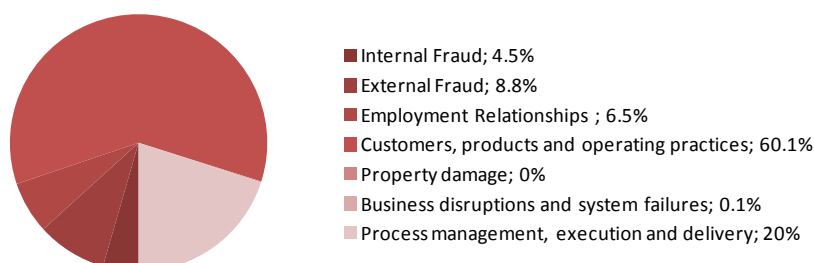 Internal Fraud; 4.5%
External Fraud; 8.8%
Employment Relationships ; 6.5%
Customers, products and operating practices; 60.1%
Property damage; 0%
Business disruptions and system failures; 0.1%
Process management, execution and delivery; 20%